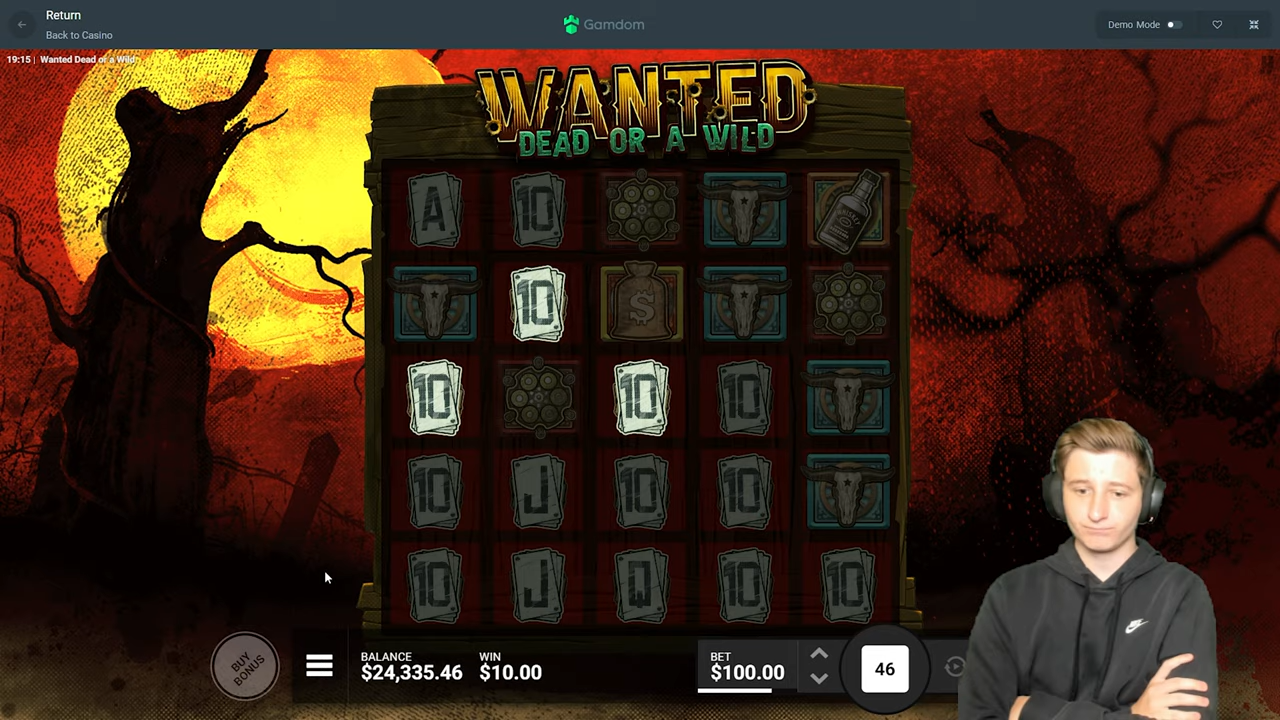 Return
Back to Casino
Gamdom
Demo Mode
19:15 | Wanted Dead or a Wild
WANTED
DEAD OR A WILD
A 10
WHISKEY
10 $
10 10 10
10 J 10 10
10 J Q 10 10
BUY BONUS
BALANCE
$24,335.46
WIN
$10.00
BET
$100.00
46